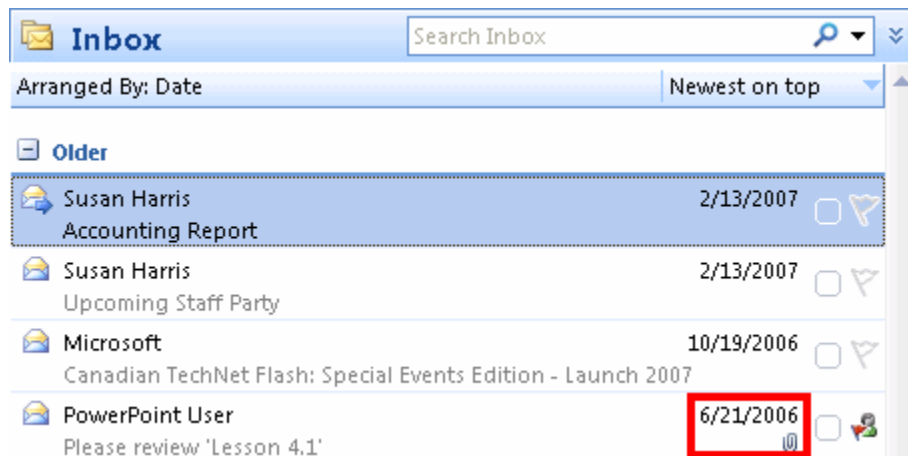 Inbox
Search Inbox
Arranged By: Date Newest on top
Older
Susan Harris 2/13/2007
Accounting Report
Susan Harris 2/13/2007
Upcoming Staff Party
Microsoft 10/19/2006
Canadian TechNet Flash: Special Events Edition - Launch 2007
PowerPoint User 6/21/2006
Please review 'Lesson 4.1'